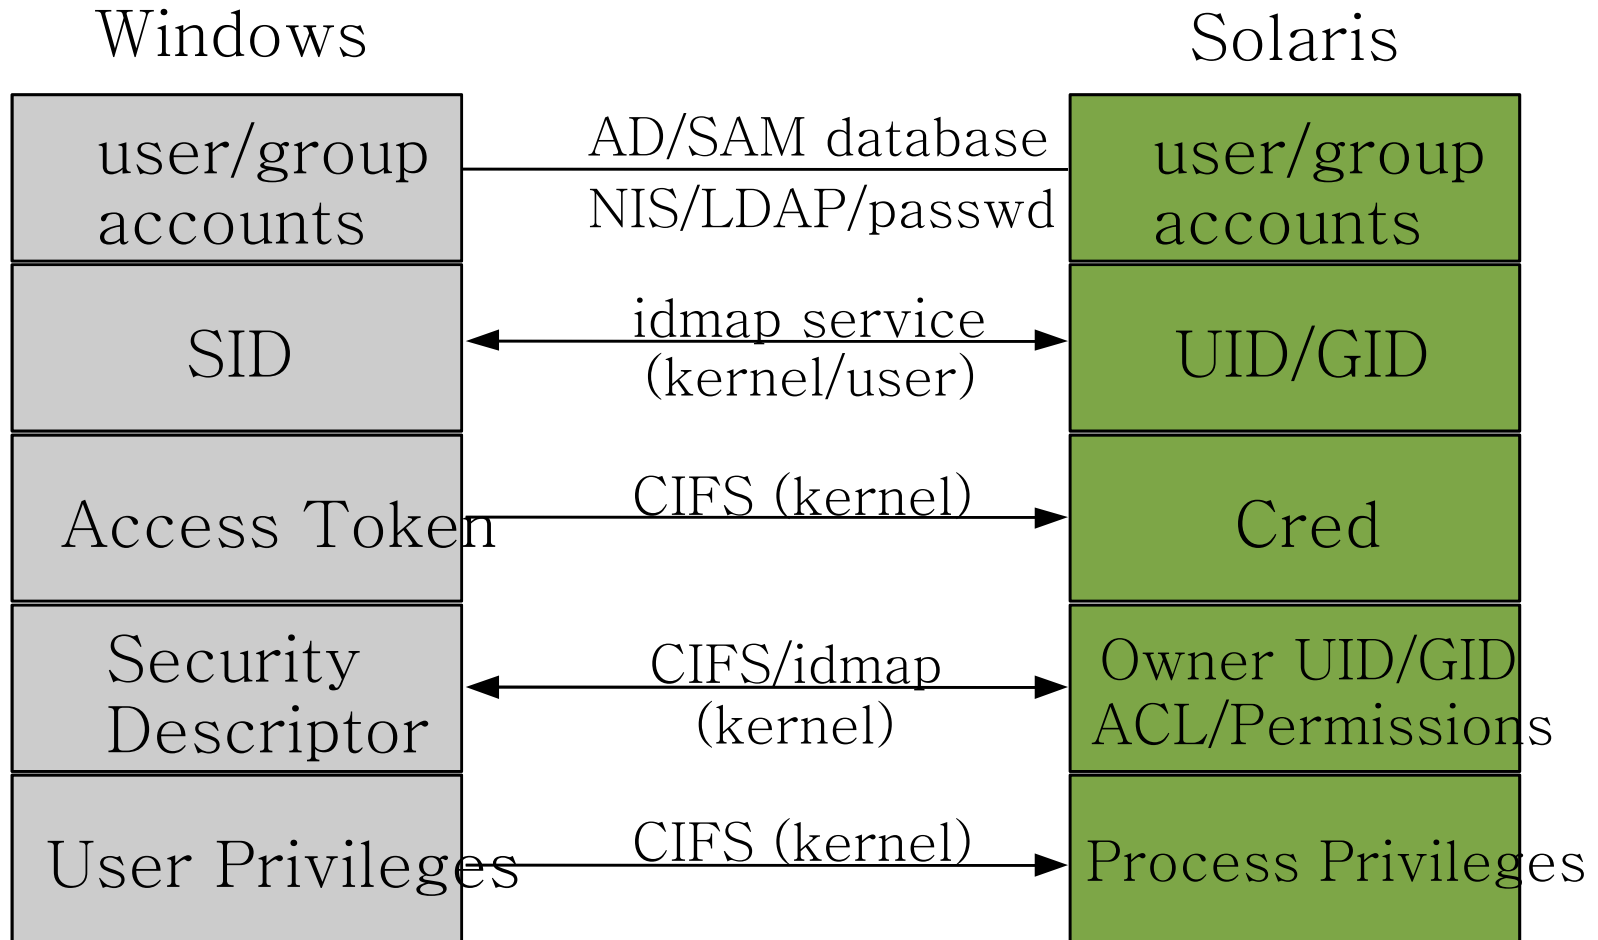 Windows
Solaris
user/group
accounts
AD/SAM database
NIS/LDAP/passwd
user/group
accounts
SID
idmap service
(kernel/user)
UID/GID
Access Token
CIFS (kernel)
Cred
Security
Descriptor
CIFS/idmap
(kernel)
Owner UID/GID
ACL/Permissions
User Privileges
CIFS (kernel)
Process Privileges